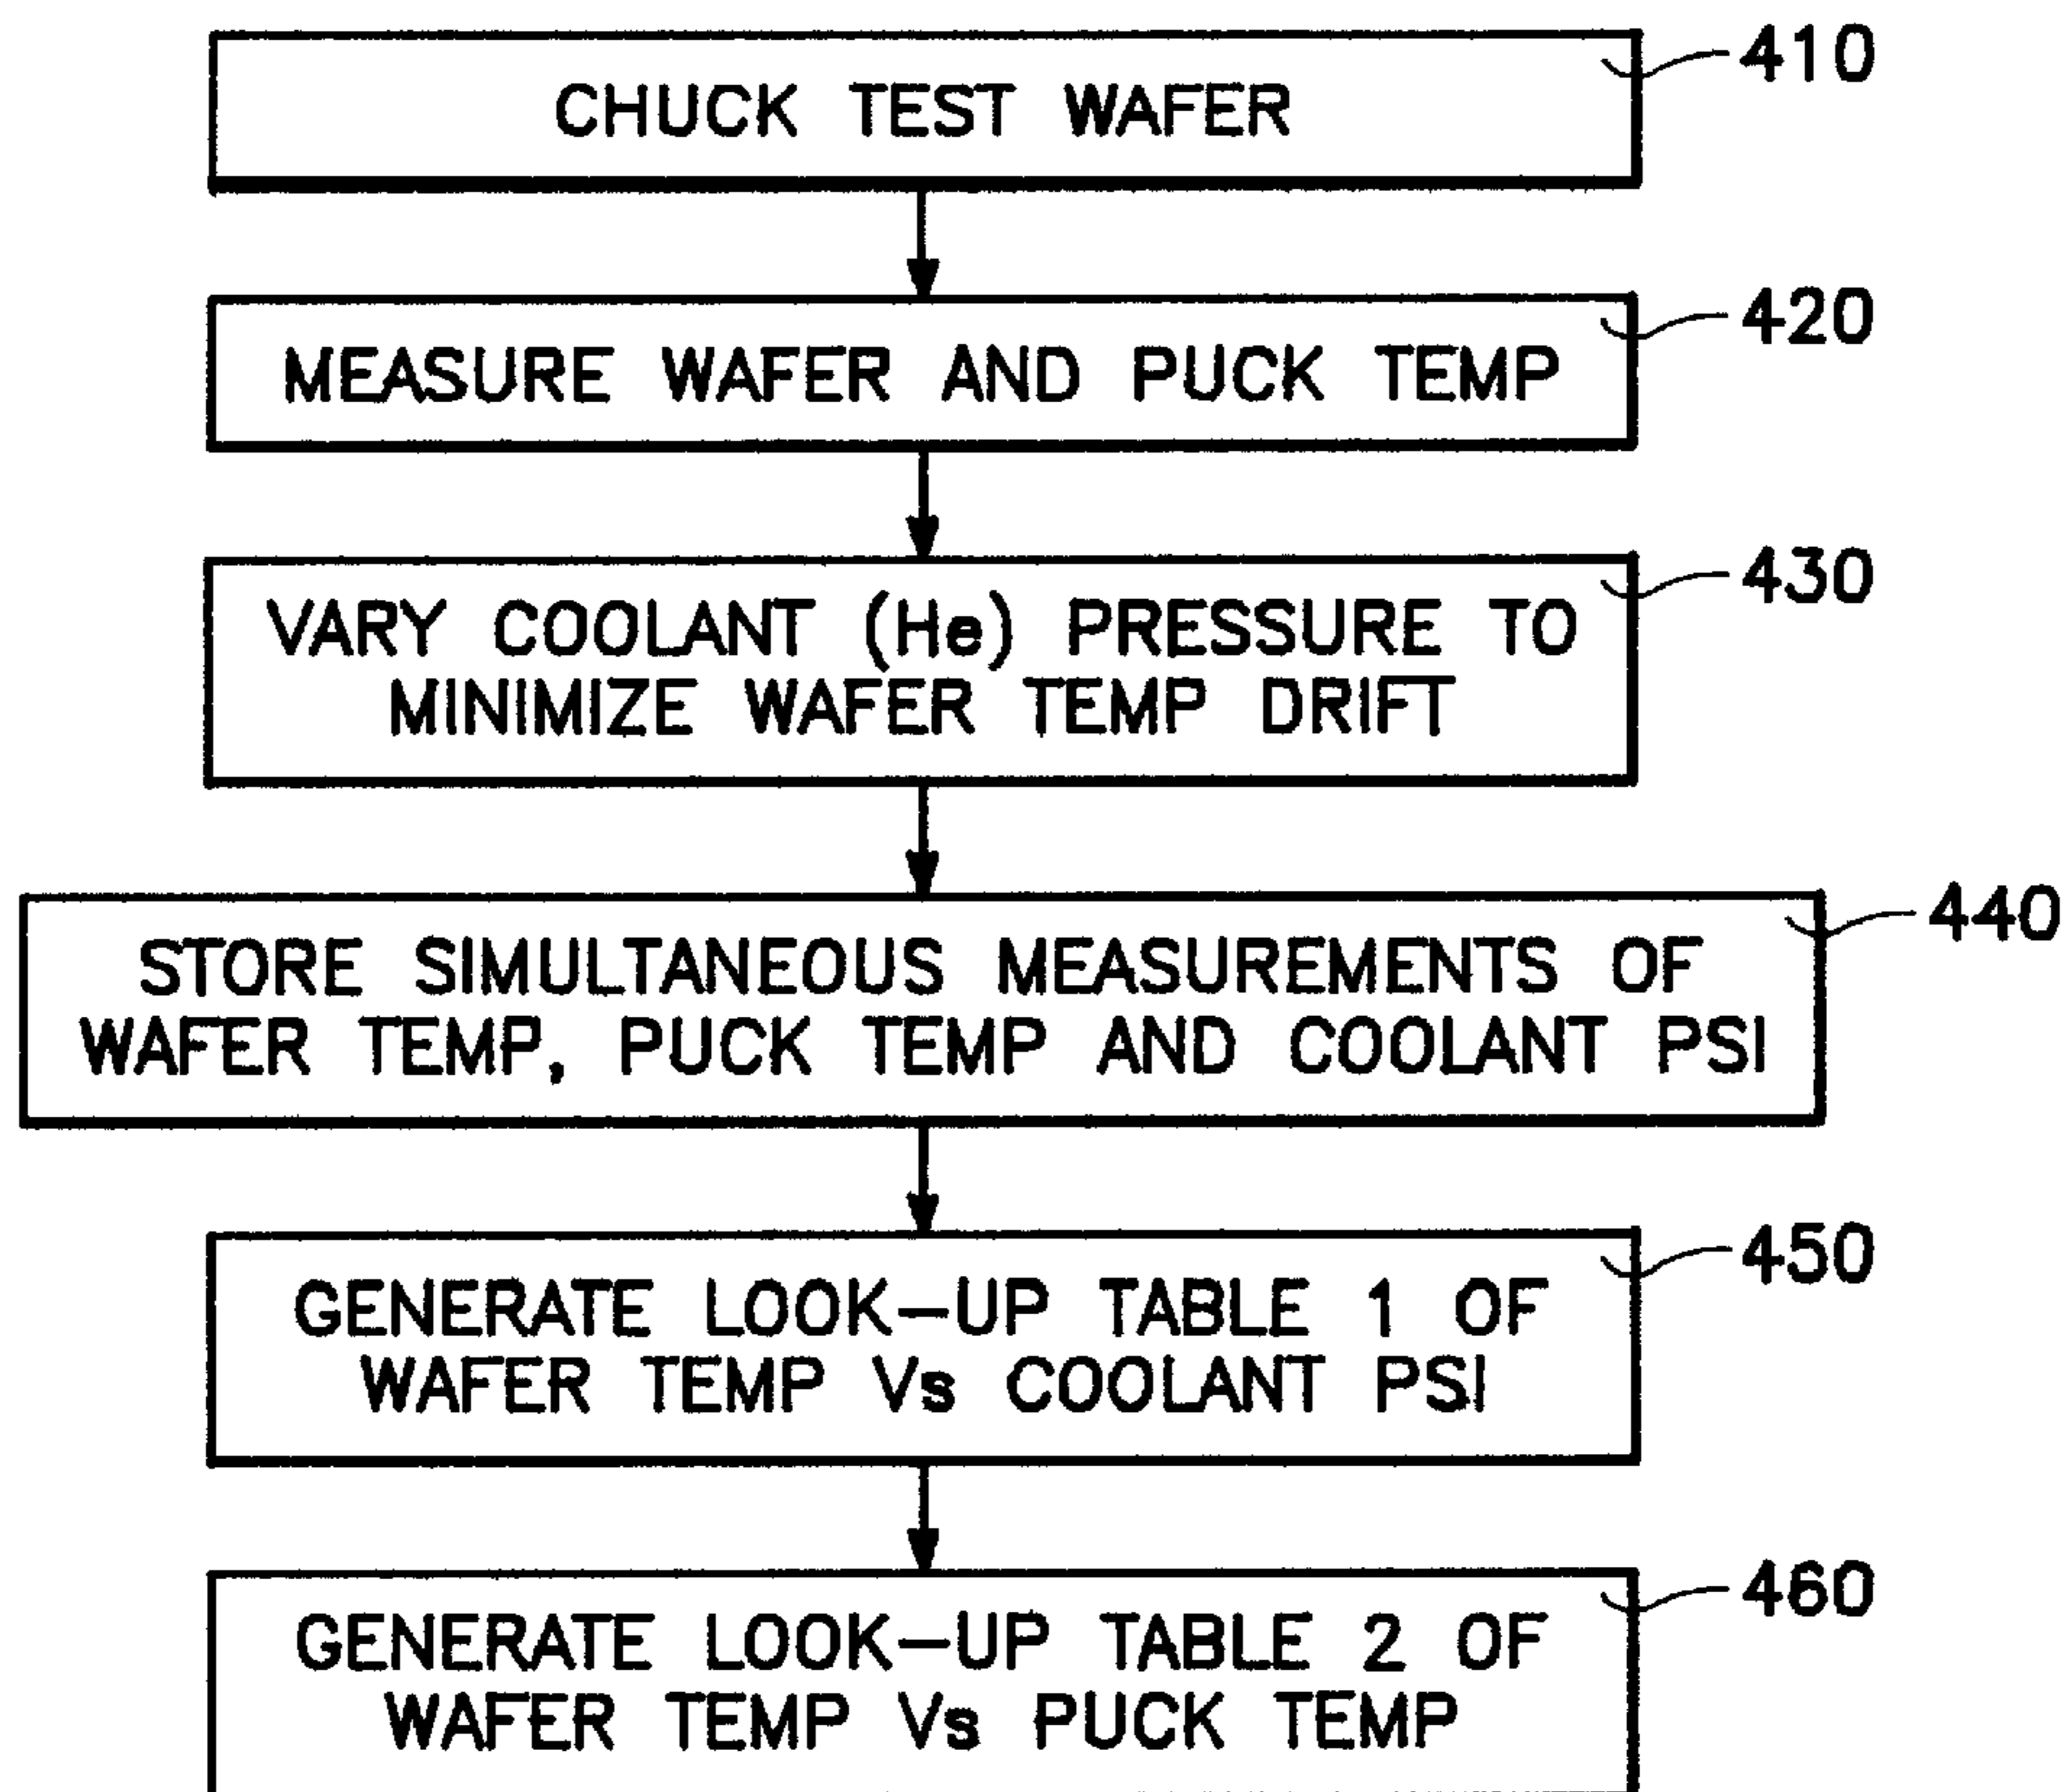 CHUCK TEST WAFER
410
MEASURE WAFER AND PUCK TEMP
420
VARY COOLANT (He) PRESSURE TO
MINIMIZE WAFER TEMP DRIFT
430
STORE SIMULTANEOUS MEASUREMENTS OF
WAFER TEMP, PUCK TEMP AND COOLANT PSI
440
GENERATE LOOK-UP TABLE 1 OF
WAFER TEMP Vs COOLANT PSI
450
GENERATE LOOK-UP TABLE 2 OF
WAFER TEMP Vs PUCK TEMP
460